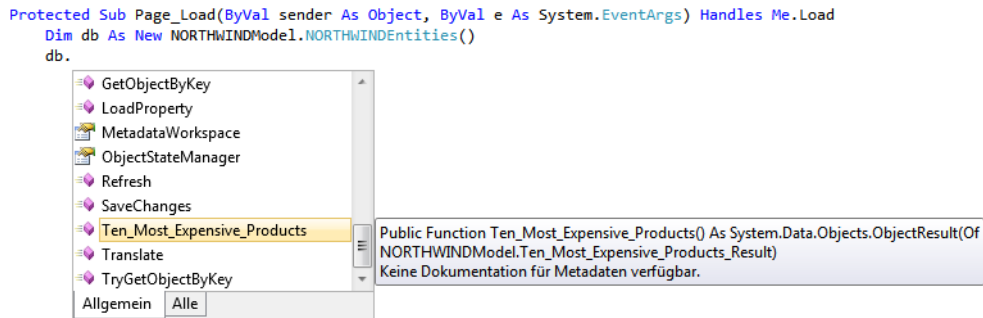 Protected Sub Page_Load(ByVal sender As Object, ByVal e As System.EventArgs) Handles Me.Load
Dim db As New NORTHWINDModel.NORTHWINDEntities()
db.
GetObjectByKey
LoadProperty
MetadataWorkspace
ObjectStateManager
Refresh
SaveChanges
Ten_Most_Expensive_Products
Translate
TryGetObjectByKey
Allgemein Alle
Public Function Ten_Most_Expensive_Products() As System.Data.Objects.ObjectResult(Of
NORTHWINDModel.Ten_Most_Expensive_Products_Result)
Keine Dokumentation für Metadaten verfügbar.